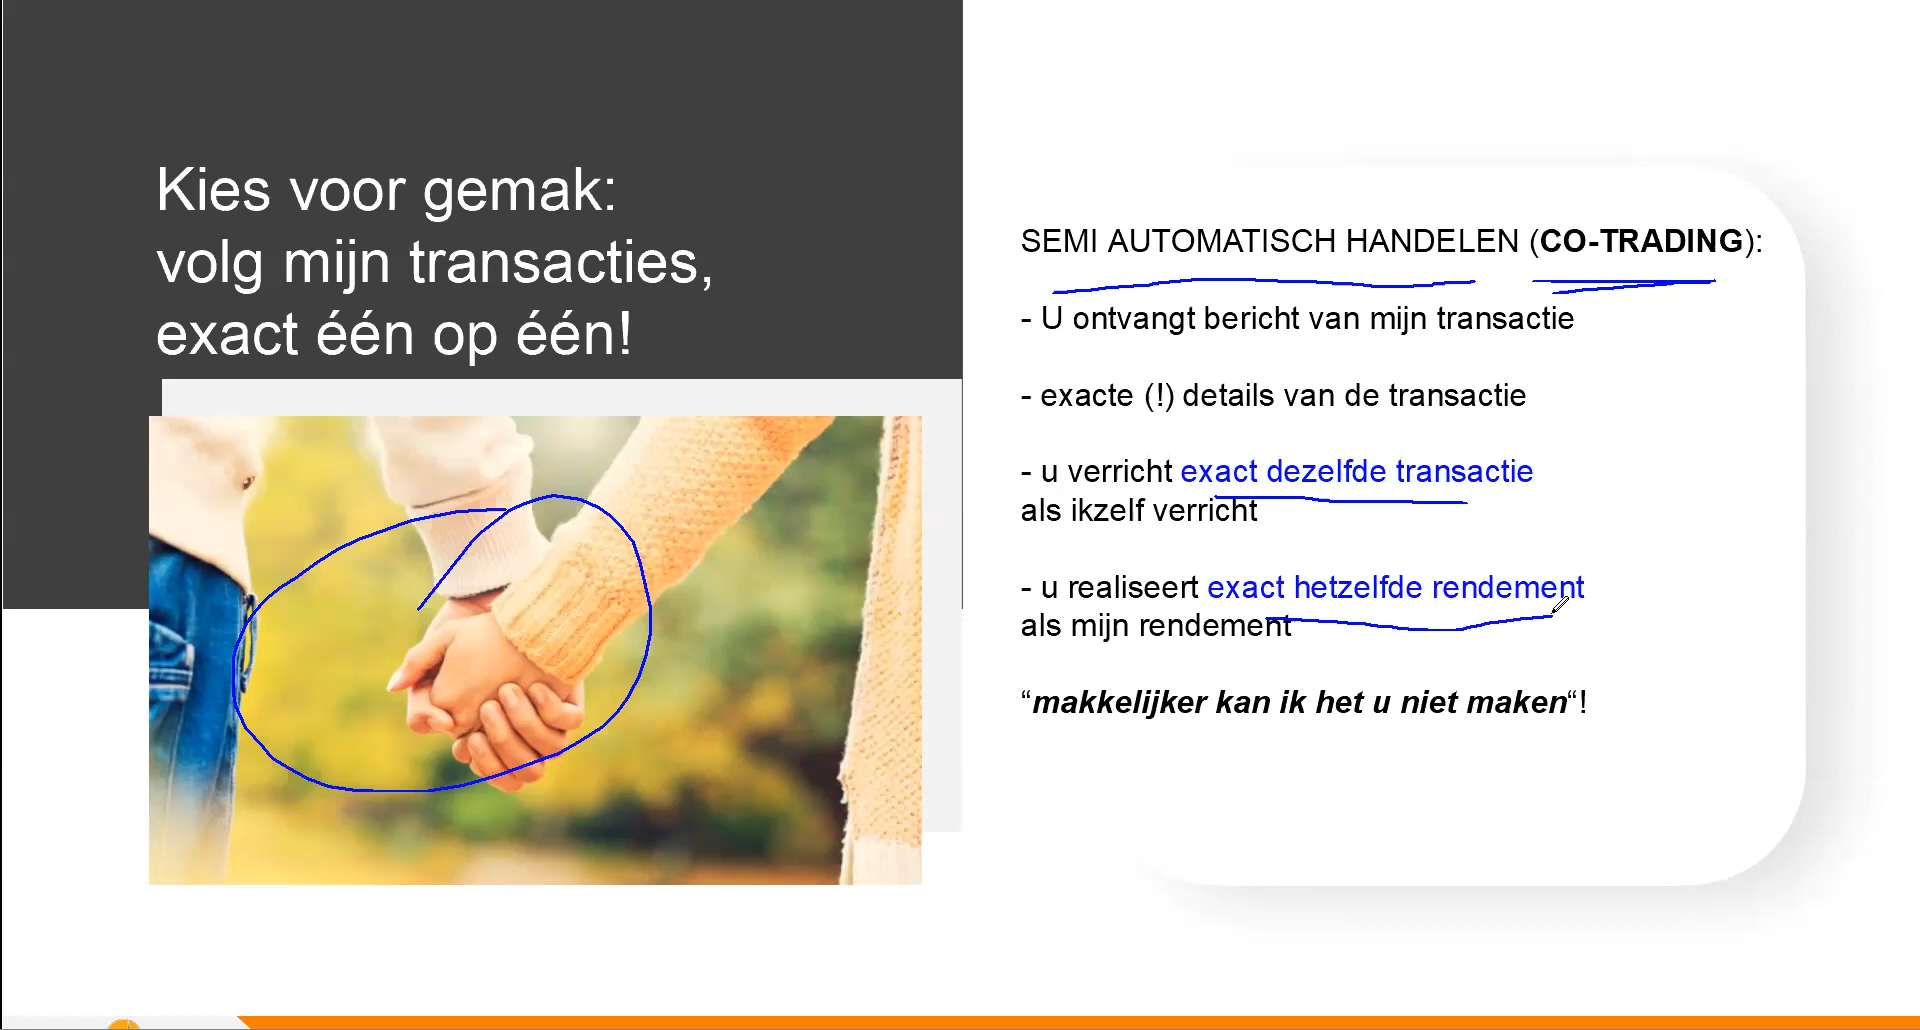 Kies voor gemak:
volg mijn transacties,
exact één op één!
SEMI AUTOMATISCH HANDELEN (CO-TRADING):
- U ontvangt bericht van mijn transactie
- exacte (!) details van de transactie
- u verricht exact dezelfde transactie
als ikzelf verricht
- u realiseert exact hetzelfde rendement
als mijn rendement
“makkelijker kan ik het u niet maken“!